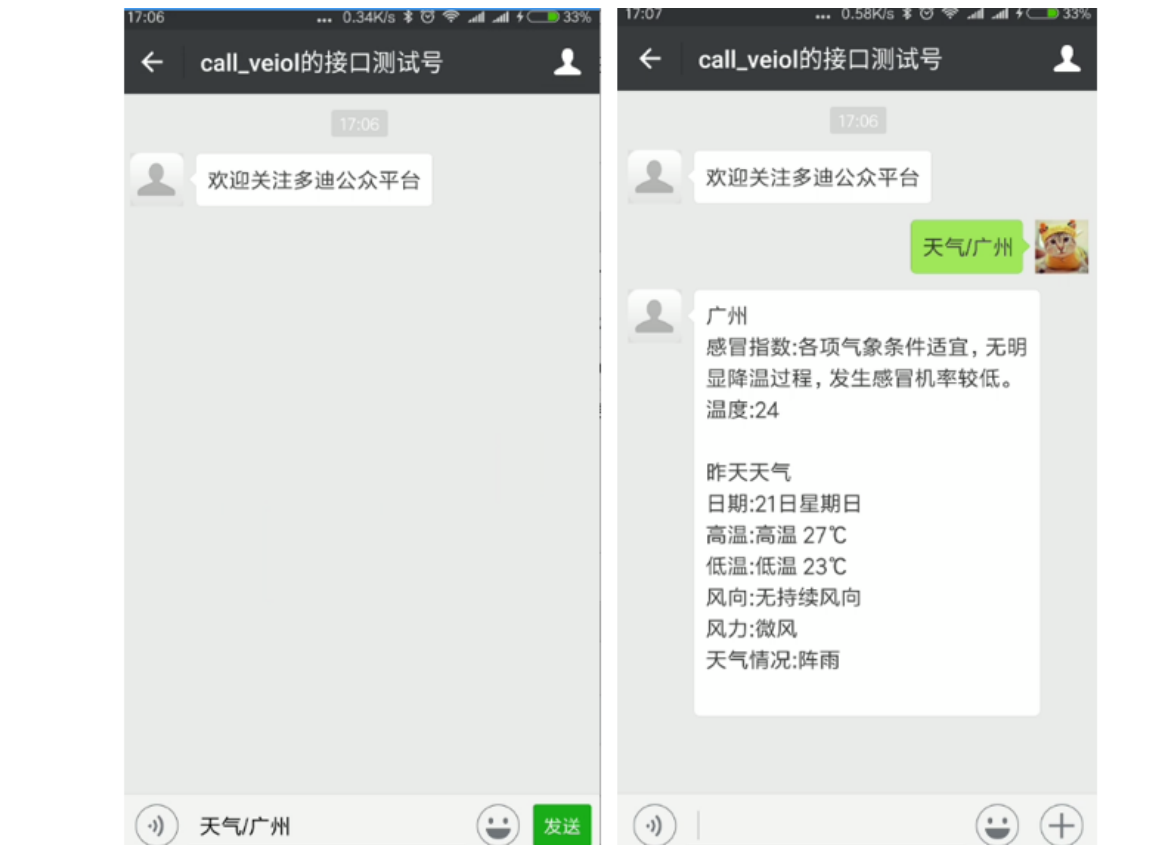 17:06
... 0.34K/s
33%
call_veiol的接口测试号
17:06
欢迎关注多迪公众平台
天气/广州
发送
17:07
... 0.58K/s
33%
call_veiol的接口测试号
17:06
欢迎关注多迪公众平台
天气/广州
广州
感冒指数:各项气象条件适宜，无明
显降温过程，发生感冒机率较低。
温度:24
昨天天气
日期:21日星期日
高温:高温 27℃
低温:低温 23℃
风向:无持续风向
风力:微风
天气情况:阵雨